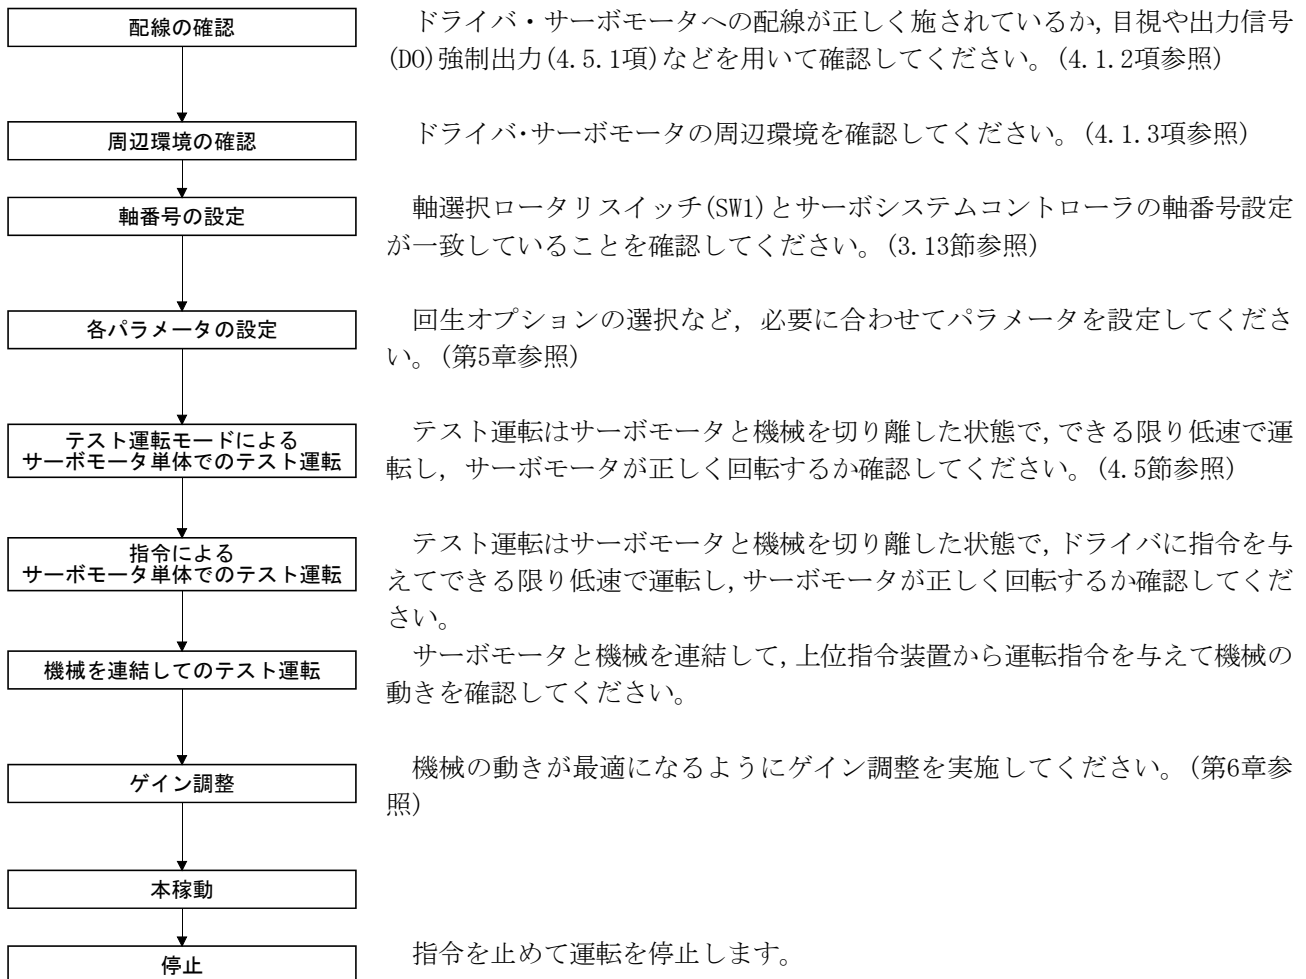 配線の確認
ドライバ・サーボモータへの配線が正しく施されているか,目視や出力信号
(DO)強制出力(4.5.1項)などを用いて確認してください。(4.1.2項参照)
周辺環境の確認
ドライバ・サーボモータの周辺環境を確認してください。(4.1.3項参照)
軸番号の設定
軸選択ロータリスイッチ(SW1)とサーボシステムコントローラの軸番号設定
が一致していることを確認してください。(3.13節参照)
各パラメータの設定
回生オプションの選択など,必要に合わせてパラメータを設定してくださ
い。(第5章参照)
テスト運転モードによる
サーボモータ単体でのテスト運転
テスト運転はサーボモータと機械を切り離した状態で,できる限り低速で運
転し,サーボモータが正しく回転するか確認してください。(4.5節参照)
指令による
サーボモータ単体でのテスト運転
テスト運転はサーボモータと機械を切り離した状態で,ドライバに指令を与
えてできる限り低速で運転し,サーボモータが正しく回転するか確認してくだ
さい。
機械を連結してのテスト運転
サーボモータと機械を連結して,上位指令装置から運転指令を与えて機械の
動きを確認してください。
ゲイン調整
機械の動きが最適になるようにゲイン調整を実施してください。(第6章参
照)
本稼動
停止
指令を止めて運転を停止します。